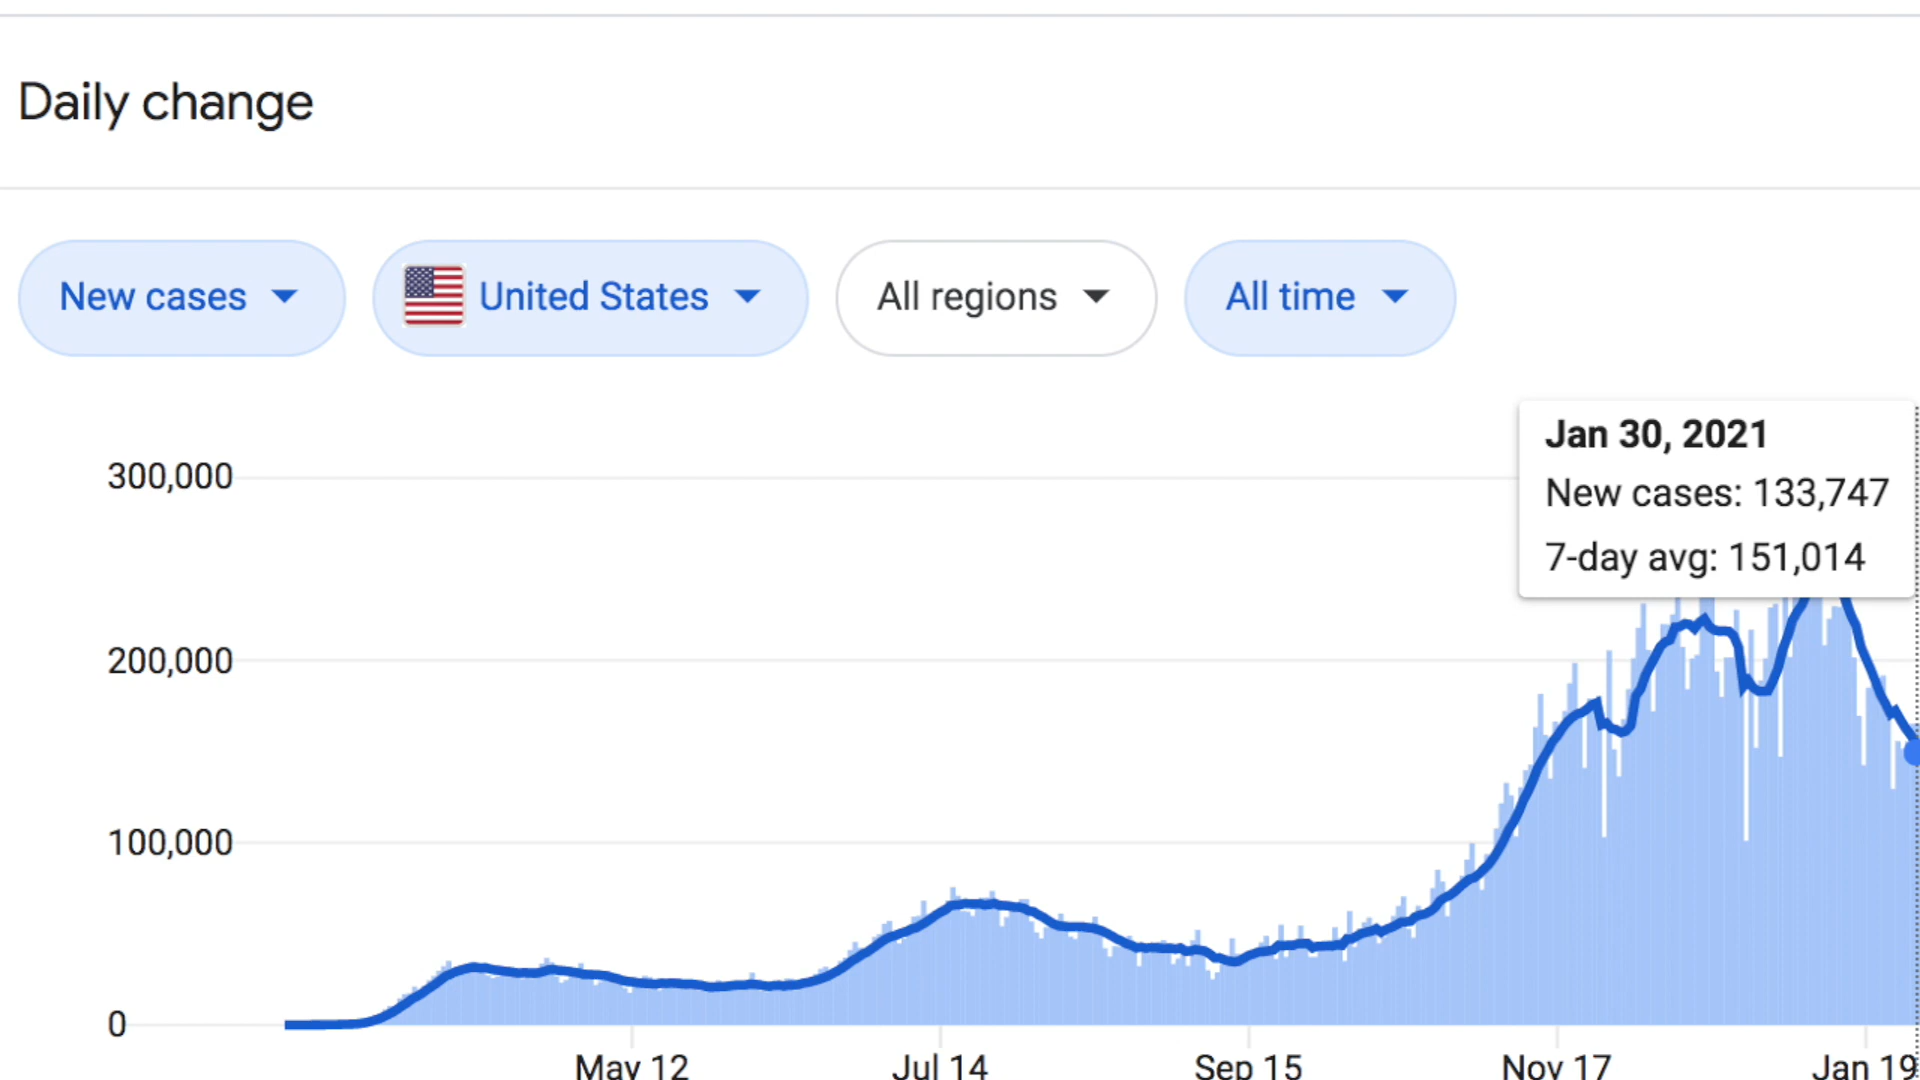 Daily change
New cases United States All regions All time
Jan 30, 2021
New cases: 133,747
7-day avg: 151,014
300,000
200,000
100,000
0
May 12 Jul 14 Sep 15 Nov 17 Jan 19